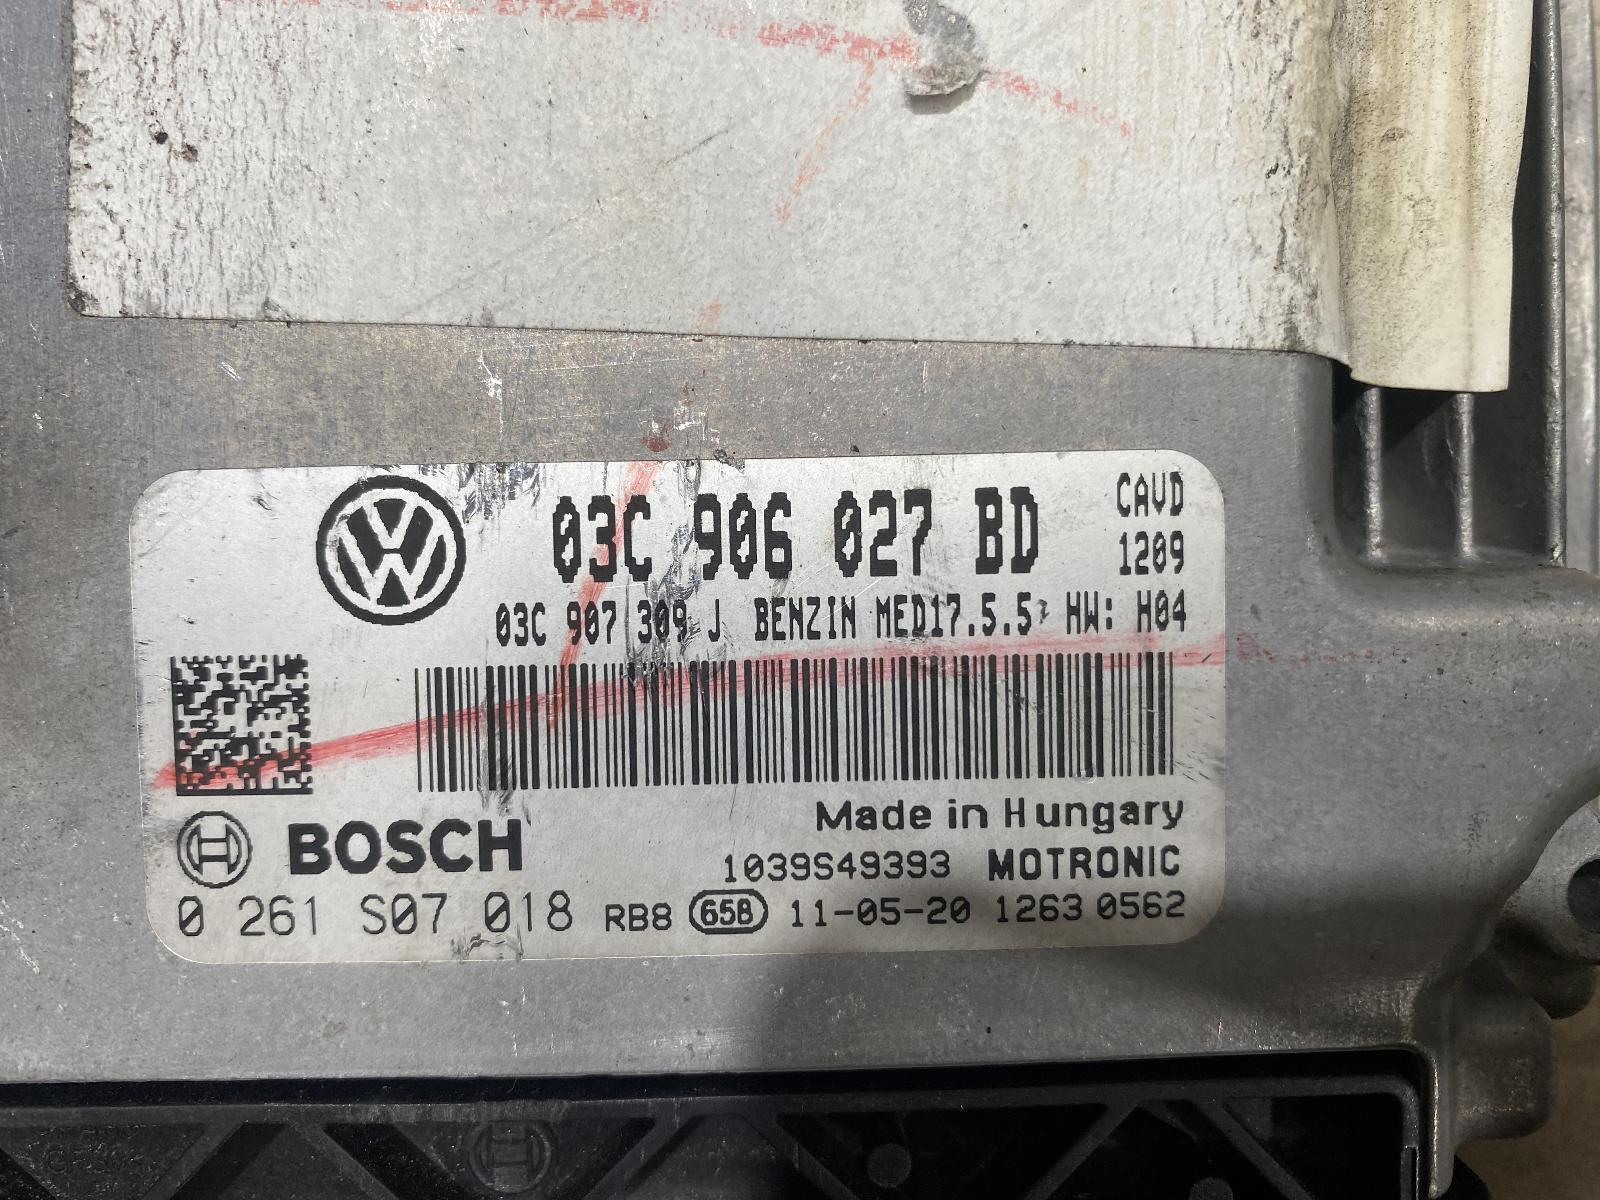 03C 906 027 BD
CAVD
1209
03C 907 309 J BENZIN MED17.5.5 HW: H04
Made in Hungary
BOSCH
1039S49393 MOTRONIC
0 261 S07 018 RB8 65B 11-05-20 1263 0562